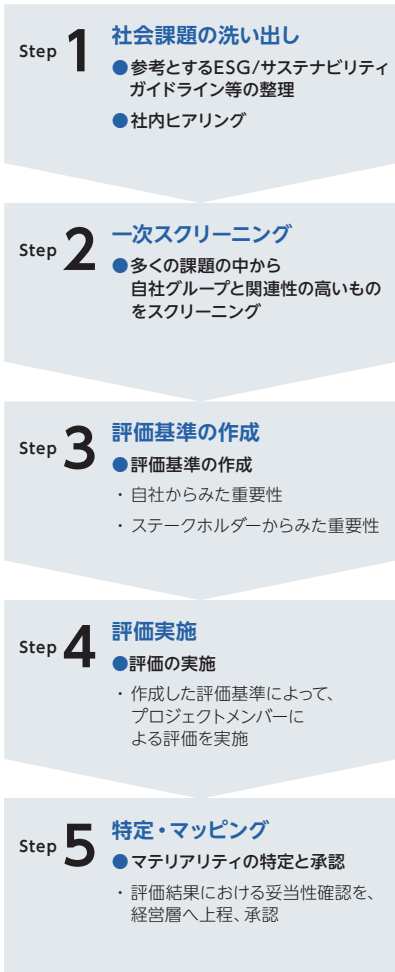 Step 1 社会課題の洗い出し
●参考とするESG/サステナビリティ
ガイドライン等の整理
●社内ヒアリング
Step 2 一次スクリーニング
●多くの課題の中から
自社グループと関連性の高いもの
をスクリーニング
Step 3 評価基準の作成
●評価基準の作成
・自社からみた重要性
・ステークホルダーからみた重要性
Step 4 評価実施
●評価の実施
・作成した評価基準によって、
プロジェクトメンバーに
よる評価を実施
Step 5 特定・マッピング
●マテリアリティの特定と承認
・評価結果における妥当性確認を、
経営層へ上程、承認